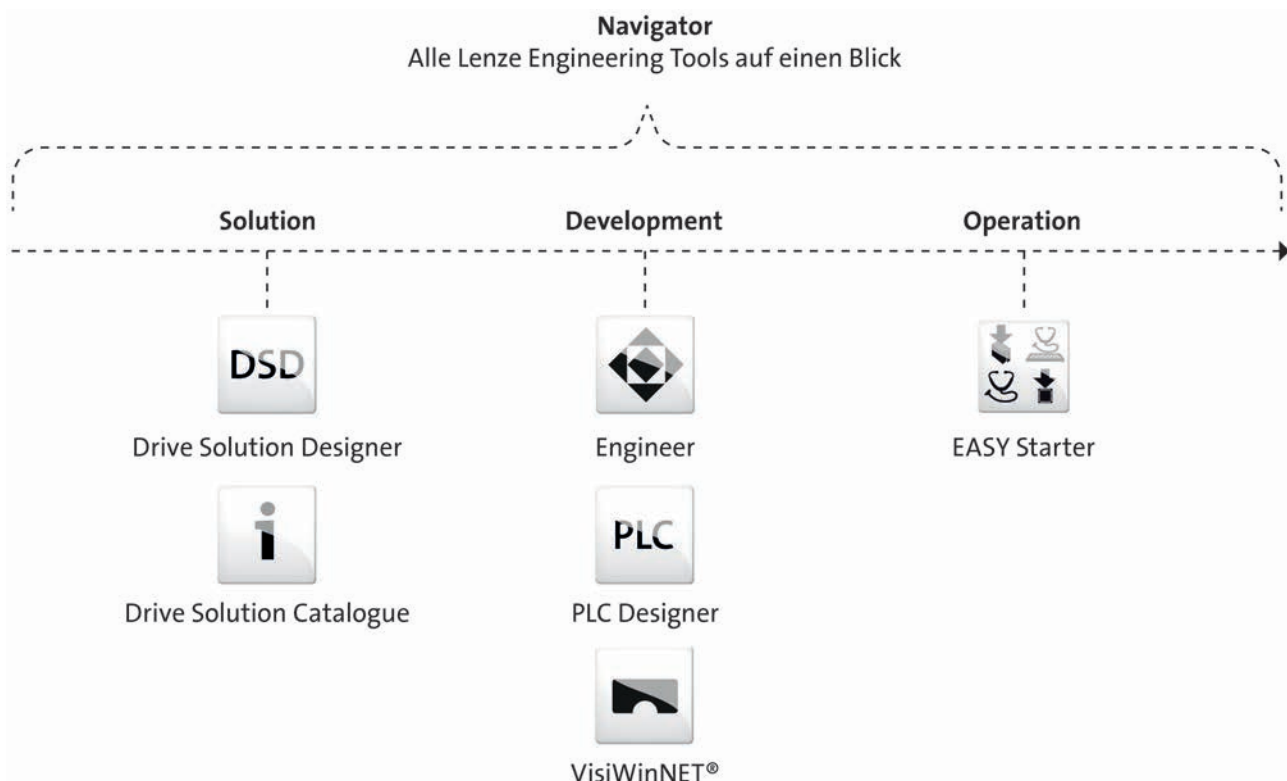 Navigator
Alle Lenze Engineering Tools auf einen Blick
Solution
Development
Operation
DSD
Drive Solution Designer
Engineer
EASY Starter
i
Drive Solution Catalogue
PLC
PLC Designer
VisiWinNET®